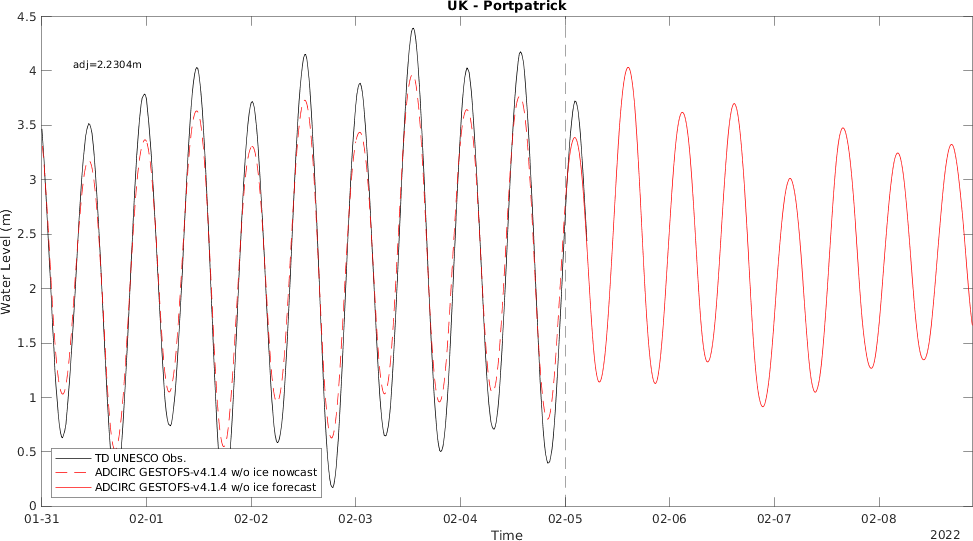 UK - Portpatrick
4.5
4
3.5
3
2.5
2
1.5
1
0.5
0
Water Level (m)
adj=2.2304m
TD UNESCO Obs.
ADCIRC GESTOFS-v4.1.4 w/o ice nowcast
ADCIRC GESTOFS-v4.1.4 w/o ice forecast
01-31 02-01 02-02 02-03 02-04 02-05 02-06 02-07 02-08
Time
2022